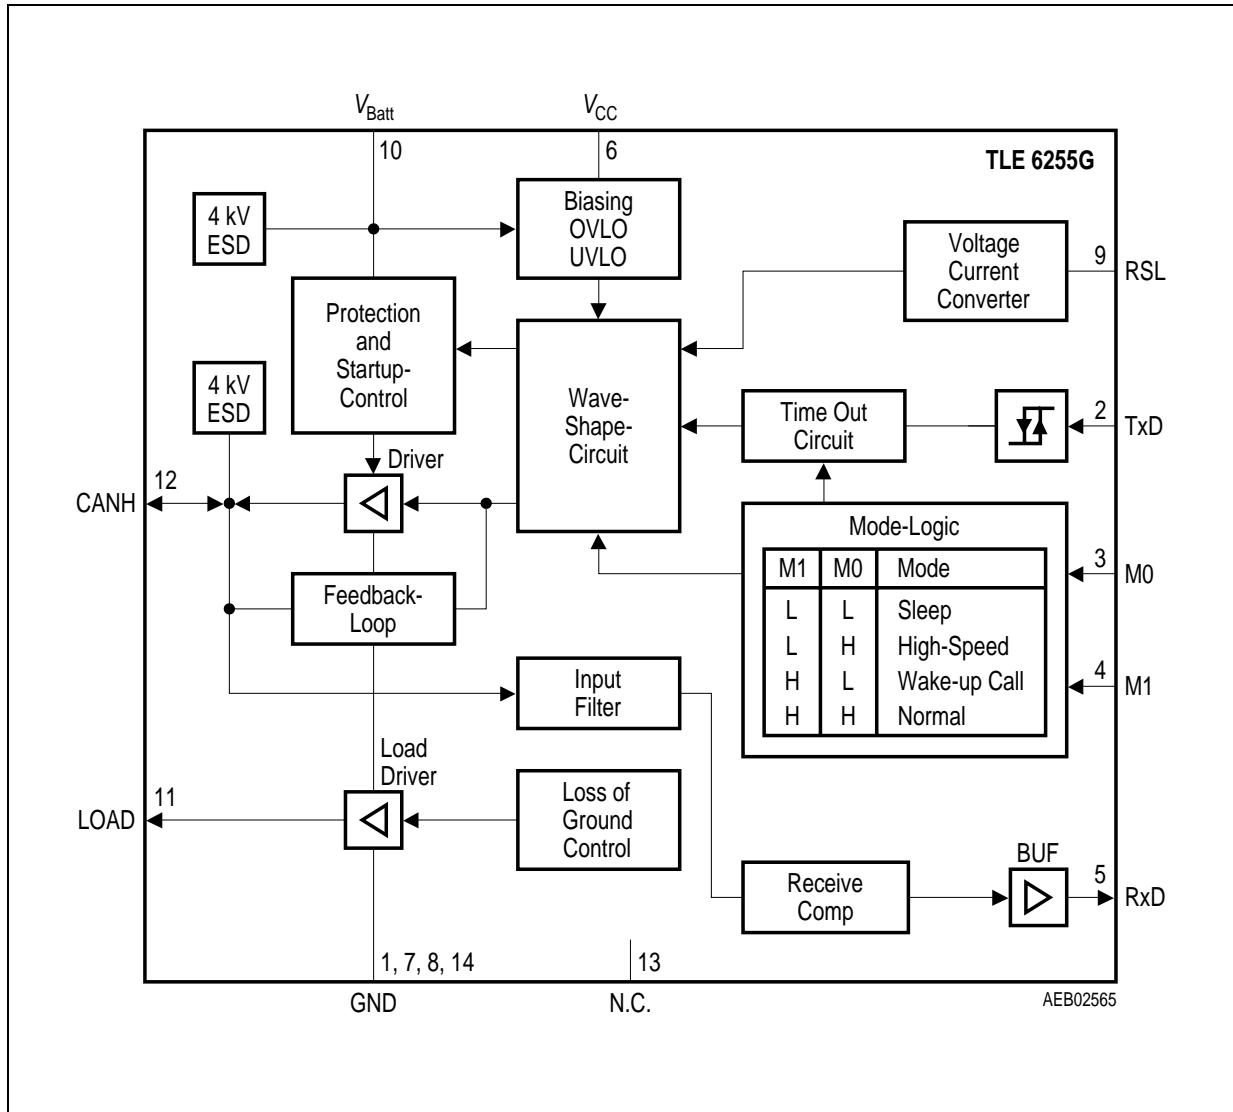 VBatt
VCC
10
6
TLE 6255G
4 kV
ESD
Biasing
OVLO
UVLO
Voltage
Current
Converter
9
RSL
Protection
and
Startup-
Control
4 kV
ESD
Wave-
Shape-
Circuit
Time Out
Circuit
2
TxD
Driver
12
CANH
Mode-Logic
M1 M0 Mode
L L Sleep
L H High-Speed
H L Wake-up Call
H H Normal
3
M0
4
M1
Feedback-
Loop
Input
Filter
Load
Driver
11
LOAD
Loss of
Ground
Control
Receive
Comp
BUF
5
RxD
1, 7, 8, 14
13
GND
N.C.
AEB02565